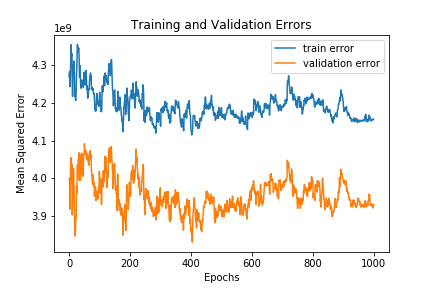 Training and Validation Errors
1e9
train error
validation error
4.3
4.2
4.1
4.0
3.9
Mean Squared Error
0
200
400
600
800
1000
Epochs